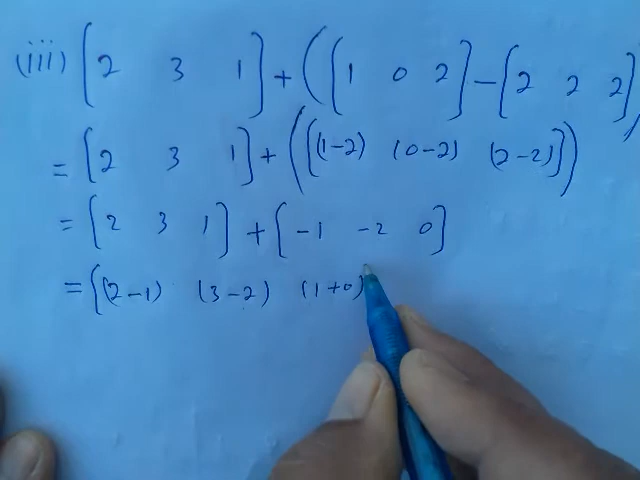 (iii) [2 3 1] + ([1 0 2] - [2 2 2])
= [2 3 1] + ([(1-2) (0-2) (2-2)])
= [2 3 1] + [-1 -2 0]
= [(2-1) (3-2) (1+0)